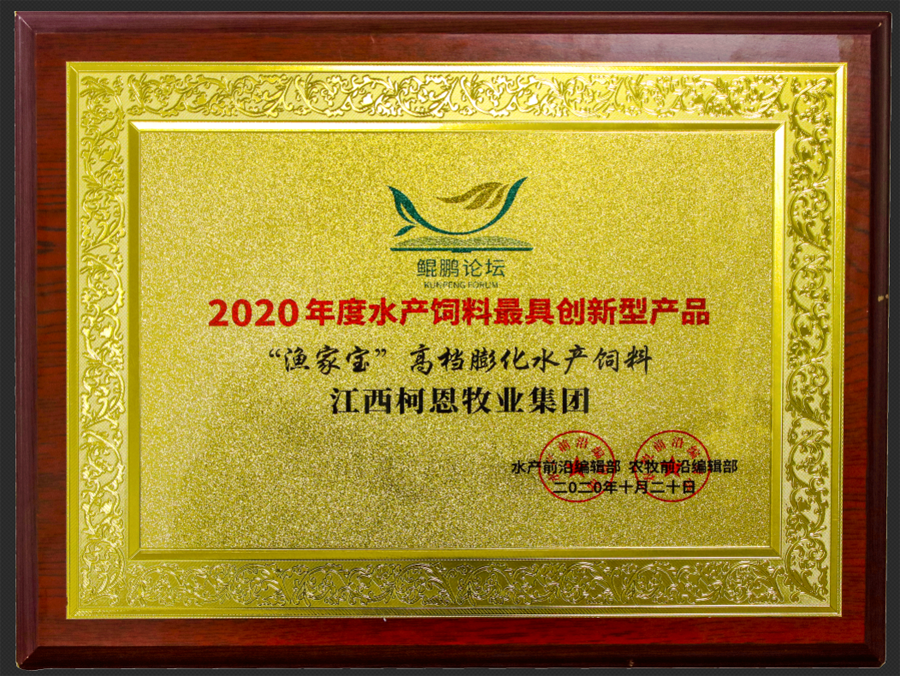 鲲鹏论坛
KUNPENG FORUM
2020年度水产饲料最具创新型产品
“渔家宝”高档膨化水产饲料
江西柯恩牧业集团
水产前沿编辑部 农牧前沿编辑部
二〇二〇年十月二十日